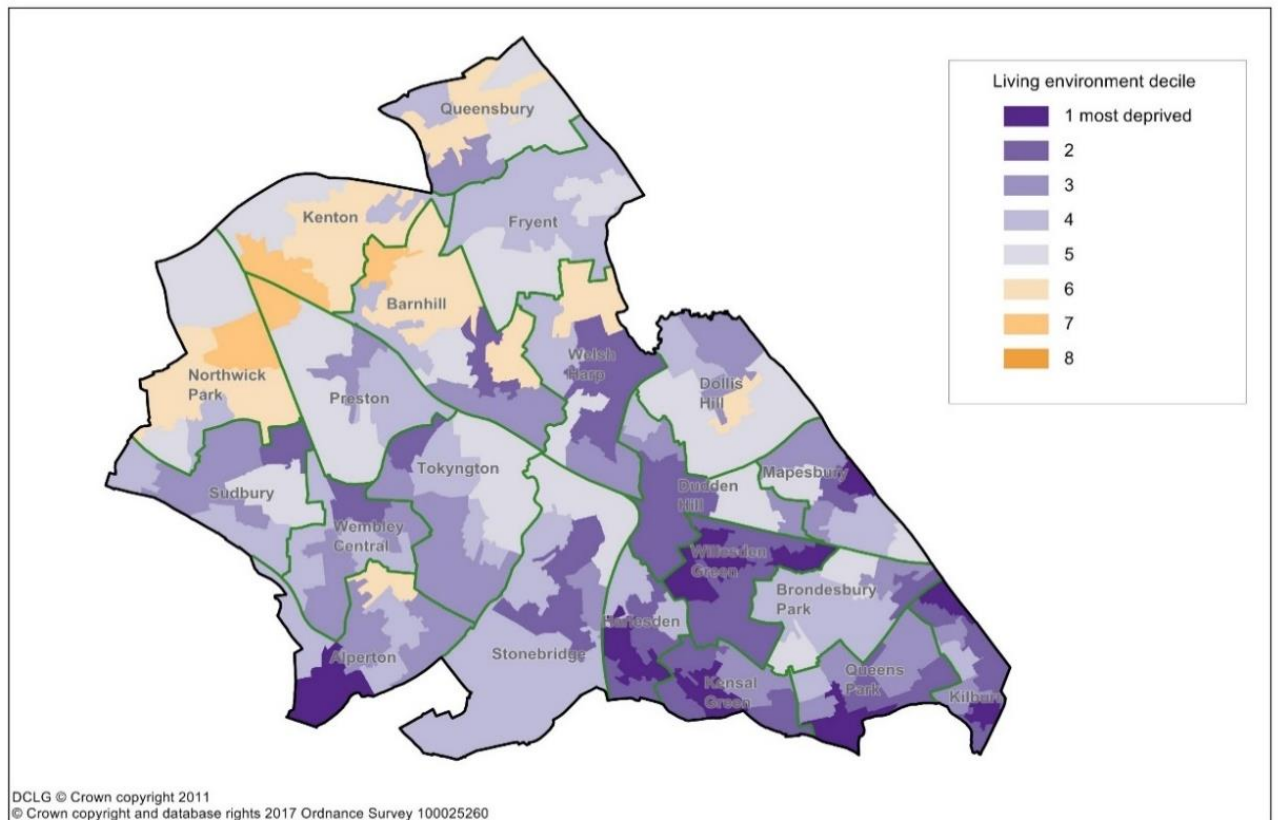 Living environment decile
1 most deprived
2
3
4
5
6
7
8
Queensbury
Kenton
Fryent
Barnhill
Northwick
Park
Preston
Welsh
Harp
Dollis
Hill
Tokyngton
Mapesbury
Sudbury
Dudden
Hill
Wembley
Central
Willesden
Green
Brondesbury
Park
Harlesden
Alperton
Stonebridge
Kensal
Green
Queens
Park
Kilburn
DCLG © Crown copyright 2011
© Crown copyright and database rights 2017 Ordnance Survey 100025260